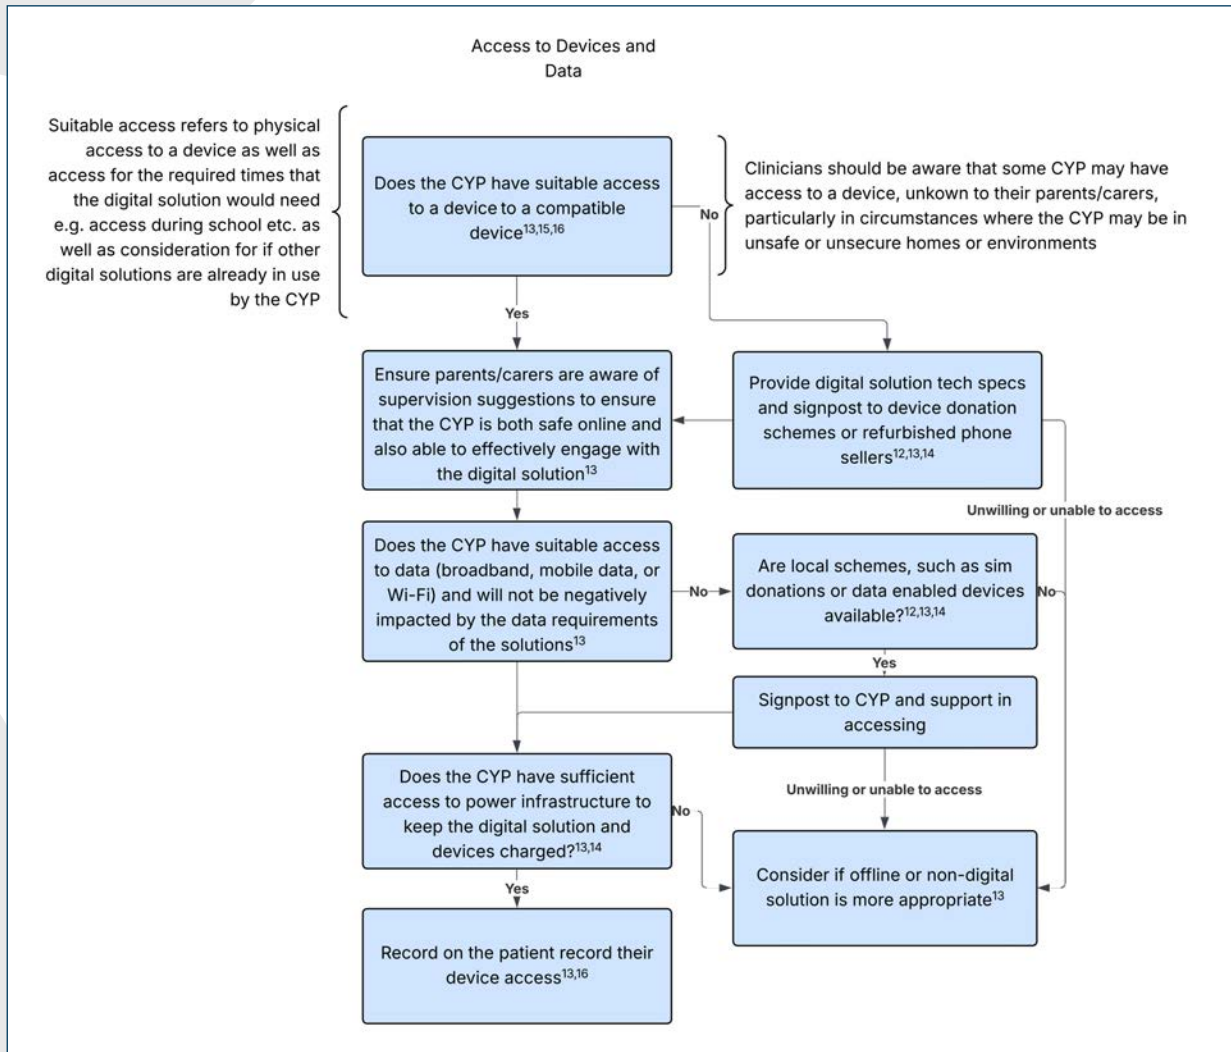 Access to Devices and
Data
Suitable access refers to physical
access to a device as well as
access for the required times that
the digital solution would need
e.g. access during school etc. as
well as consideration for if other
digital solutions are already in use
by the CYP
Does the CYP have suitable access
to a device to a compatible
device13,15,16
No
Clinicians should be aware that some CYP may have
access to a device, unkown to their parents/carers,
particularly in circumstances where the CYP may be in
unsafe or unsecure homes or environments
Yes
Ensure parents/carers are aware of
supervision suggestions to ensure
that the CYP is both safe online and
also able to effectively engage with
the digital solution13
Provide digital solution tech specs
and signpost to device donation
schemes or refurbished phone
sellers12,13,14
Unwilling or unable to access
Does the CYP have suitable access
to data (broadband, mobile data, or
Wi-Fi) and will not be negatively
impacted by the data requirements
of the solutions13
No
Are local schemes, such as sim
donations or data enabled devices
available?12,13,14
No
Yes
Signpost to CYP and support in
accessing
Unwilling or unable to access
Does the CYP have sufficient
access to power infrastructure to
keep the digital solution and
devices charged?13,14
No
Consider if offline or non-digital
solution is more appropriate13
Yes
Record on the patient record their
device access13,16